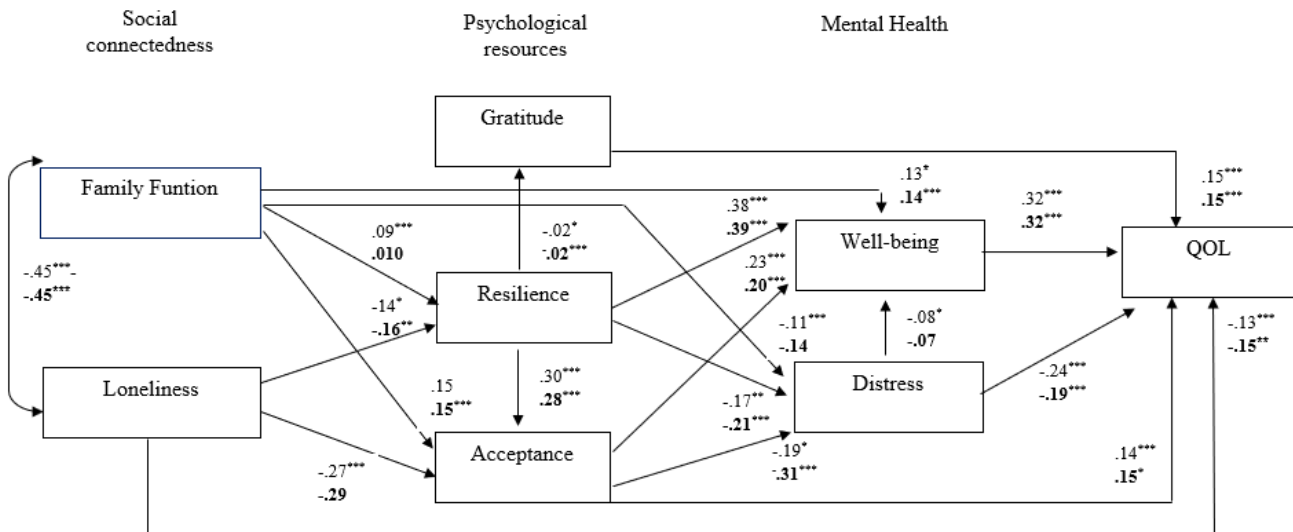 Social
connectedness
Psychological
resources
Mental Health
Gratitude
Family Funtion
.13*
.14***
.15***
.15***
.38***
.39***
.32***
.32***
.09***
.010
-.02*
-.02***
Well-being
QOL
-.45***-
-.45***
.23***
.20***
Resilience
-14*
-.16**
-.11***
-.14
-.08*
-.07
-.13***
-.15**
Loneliness
.15
.15***
.30***
.28***
Distress
-.24***
-.19***
-.17**
-.21***
Acceptance
-.19*
-.31***
.14***
.15*
-.27***
-.29